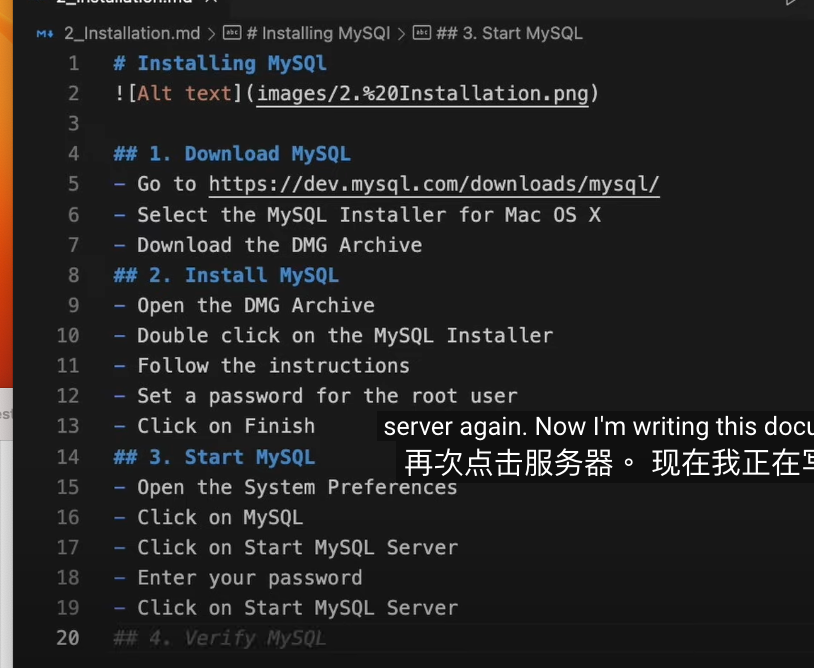 2_Installation.md
2_Installation.md > # Installing MySQl > ## 3. Start MySQL
1 # Installing MySQl
2 ![Alt text](images/2.%20Installation.png)
3
4 ## 1. Download MySQL
5 - Go to https://dev.mysql.com/downloads/mysql/
6 - Select the MySQL Installer for Mac OS X
7 - Download the DMG Archive
8 ## 2. Install MySQL
9 - Open the DMG Archive
10 - Double click on the MySQL Installer
11 - Follow the instructions
12 - Set a password for the root user
13 - Click on Finish
server again. Now I'm writing this docu
再次点击服务器。 现在我正在写
14 ## 3. Start MySQL
15 - Open the System Preferences
16 - Click on MySQL
17 - Click on Start MySQL Server
18 - Enter your password
19 - Click on Start MySQL Server
20 ## 4. Verify MySQL